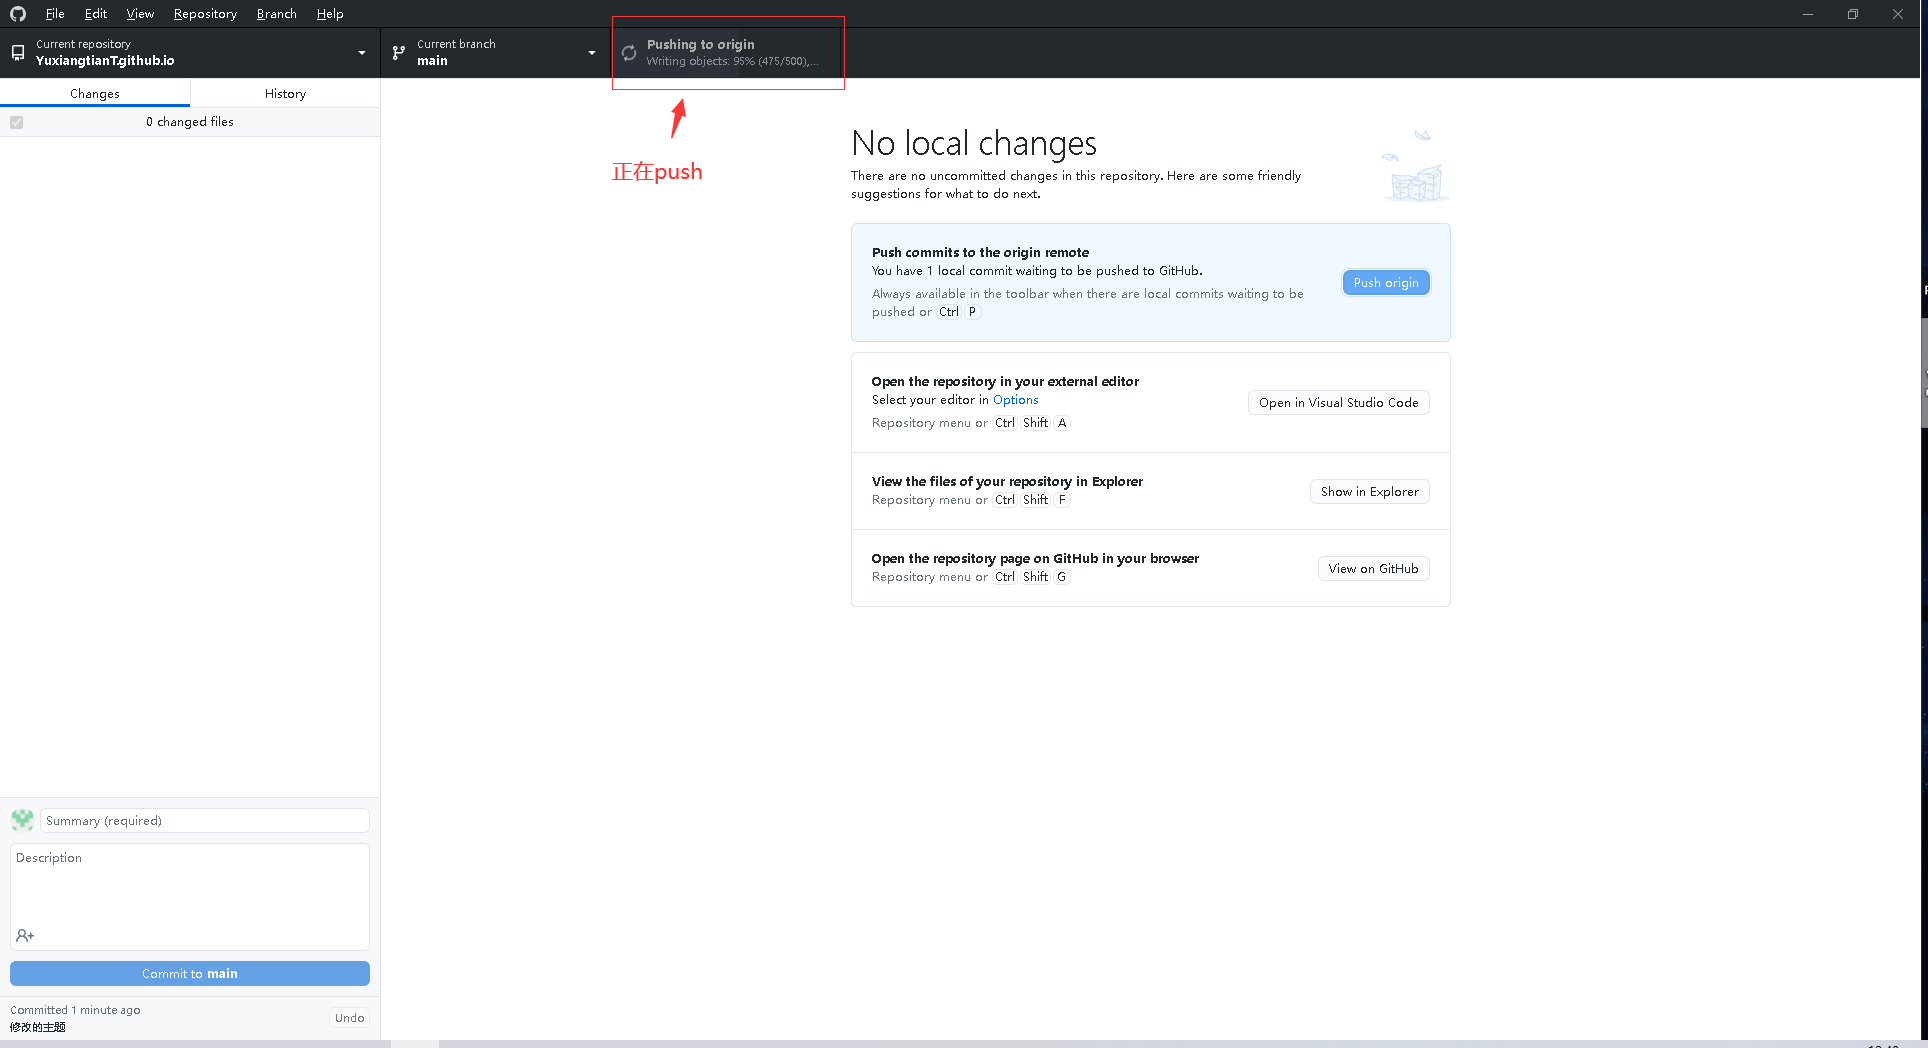 File Edit View Repository Branch Help
Current repository
YuxiangtianT.github.io
Current branch
main
Pushing to origin
Writing objects: 95% (475/500),...
Changes
History
0 changed files
正在push
No local changes
There are no uncommitted changes in this repository. Here are some friendly
suggestions for what to do next.
Push commits to the origin remote
You have 1 local commit waiting to be pushed to GitHub.
Always available in the toolbar when there are local commits waiting to be
pushed or Ctrl P
Push origin
Open the repository in your external editor
Select your editor in Options
Repository menu or Ctrl Shift A
Open in Visual Studio Code
View the files of your repository in Explorer
Repository menu or Ctrl Shift F
Show in Explorer
Open the repository page on GitHub in your browser
Repository menu or Ctrl Shift G
View on GitHub
Summary (required)
Description
Commit to main
Committed 1 minute ago
修改的主题
Undo